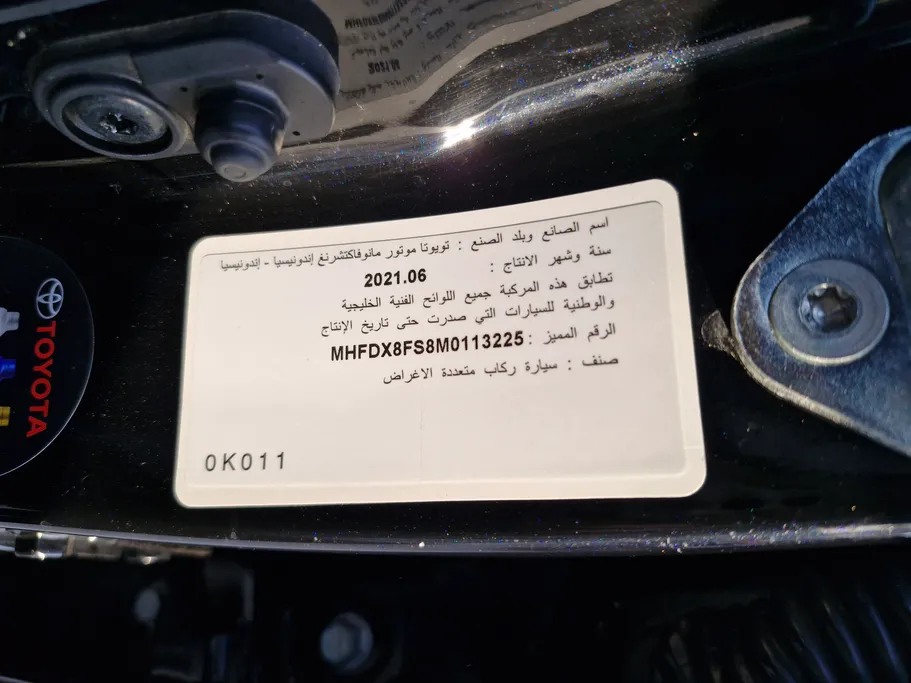 اسم الصانع وبلد الصنع : تويوتا موتور مانوفاكتشرنغ إندونيسيا - إندونيسيا
سنة وشهر الانتاج : 2021.06
تطابق هذه المركبة جميع اللوائح الفنية الخليجية
والوطنية للسيارات التي صدرت حتى تاريخ الإنتاج
الرقم المميز : MHFDX8FS8M0113225
صنف : سيارة ركاب متعددة الاغراض
0K011
TOYOTA